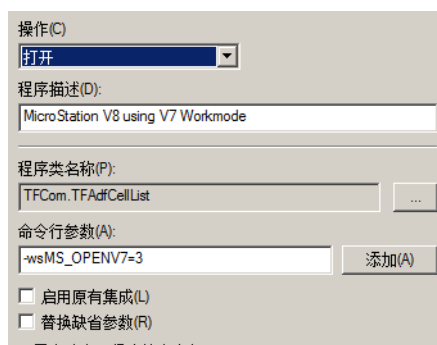 操作(C)
打开
程序描述(D):
MicroStation V8 using V7 Workmode
程序类名称(P):
TFCom.TFAdfCellList
...
命令行参数(A):
-wsMS_OPENV7=3
添加(A)
启用原有集成(L)
替换缺省参数(R)